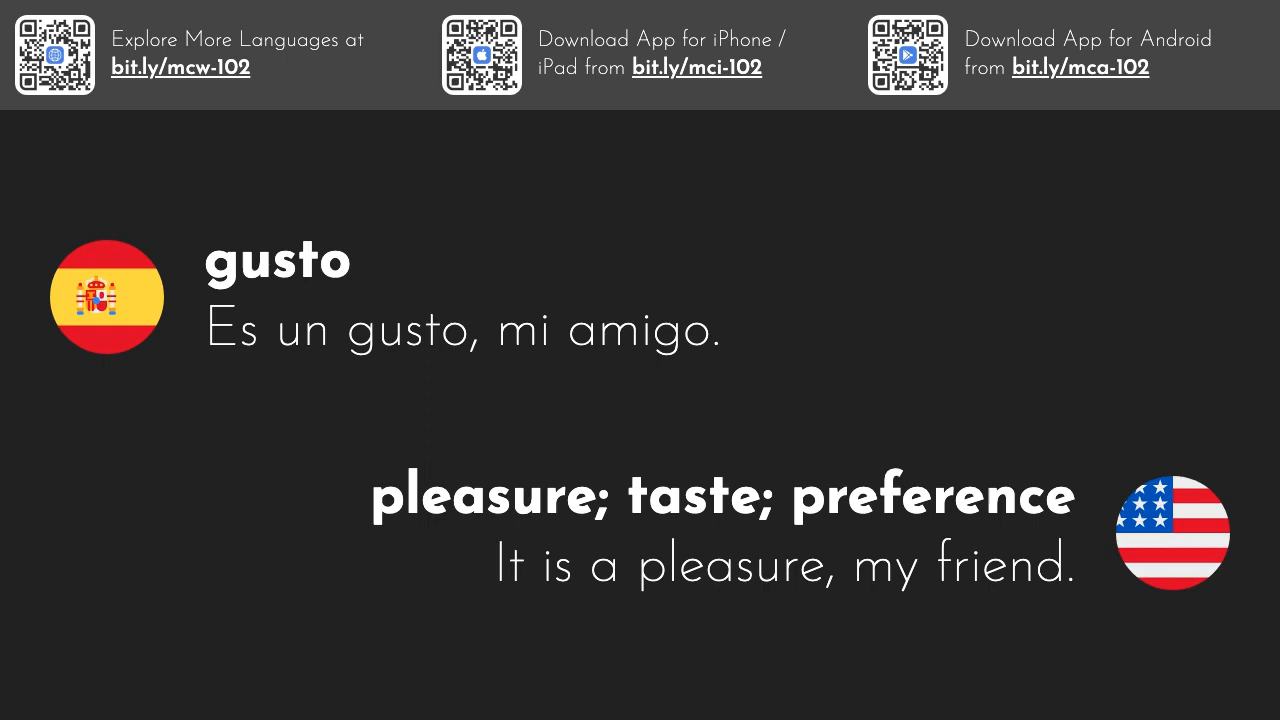 Explore More Languages at
bit.ly/mcw-102
Download App for iPhone /
iPad from bit.ly/mci-102
Download App for Android
from bit.ly/mca-102
gusto
Es un gusto, mi amigo.
pleasure; taste; preference
It is a pleasure, my friend.